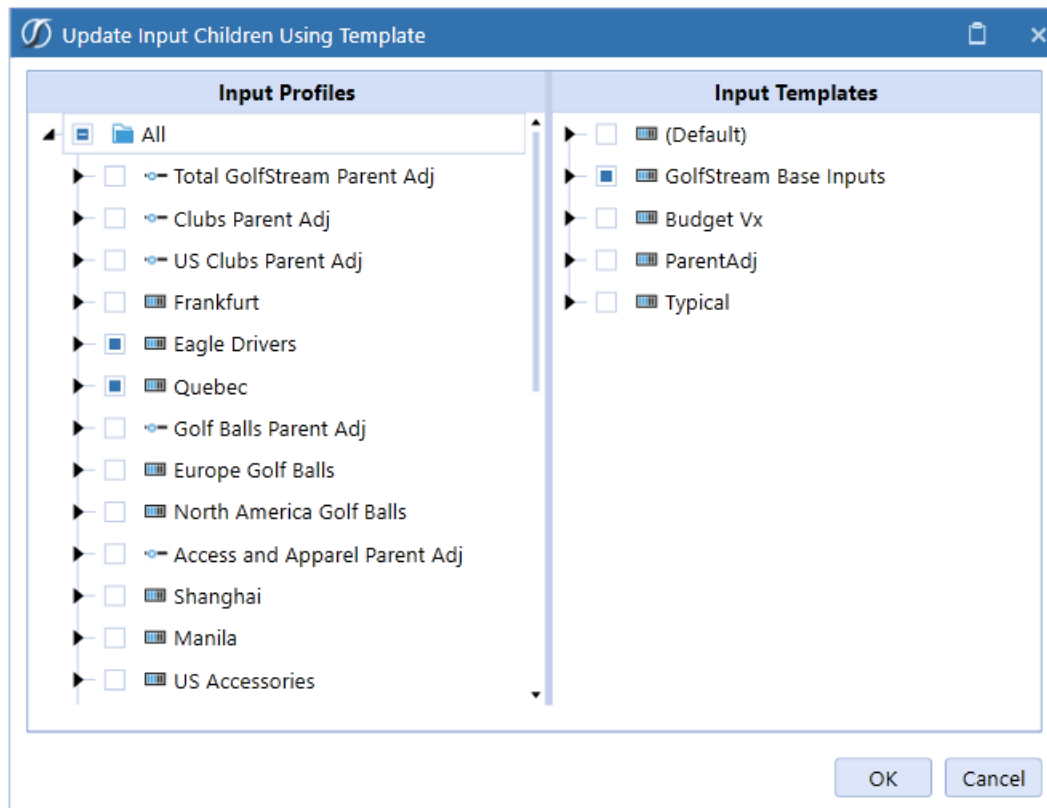 Update Input Children Using Template
Input Profiles
All
Total GolfStream Parent Adj
Clubs Parent Adj
US Clubs Parent Adj
Frankfurt
Eagle Drivers
Quebec
Golf Balls Parent Adj
Europe Golf Balls
North America Golf Balls
Access and Apparel Parent Adj
Shanghai
Manila
US Accessories
Input Templates
(Default)
GolfStream Base Inputs
Budget Vx
ParentAdj
Typical
OK
Cancel